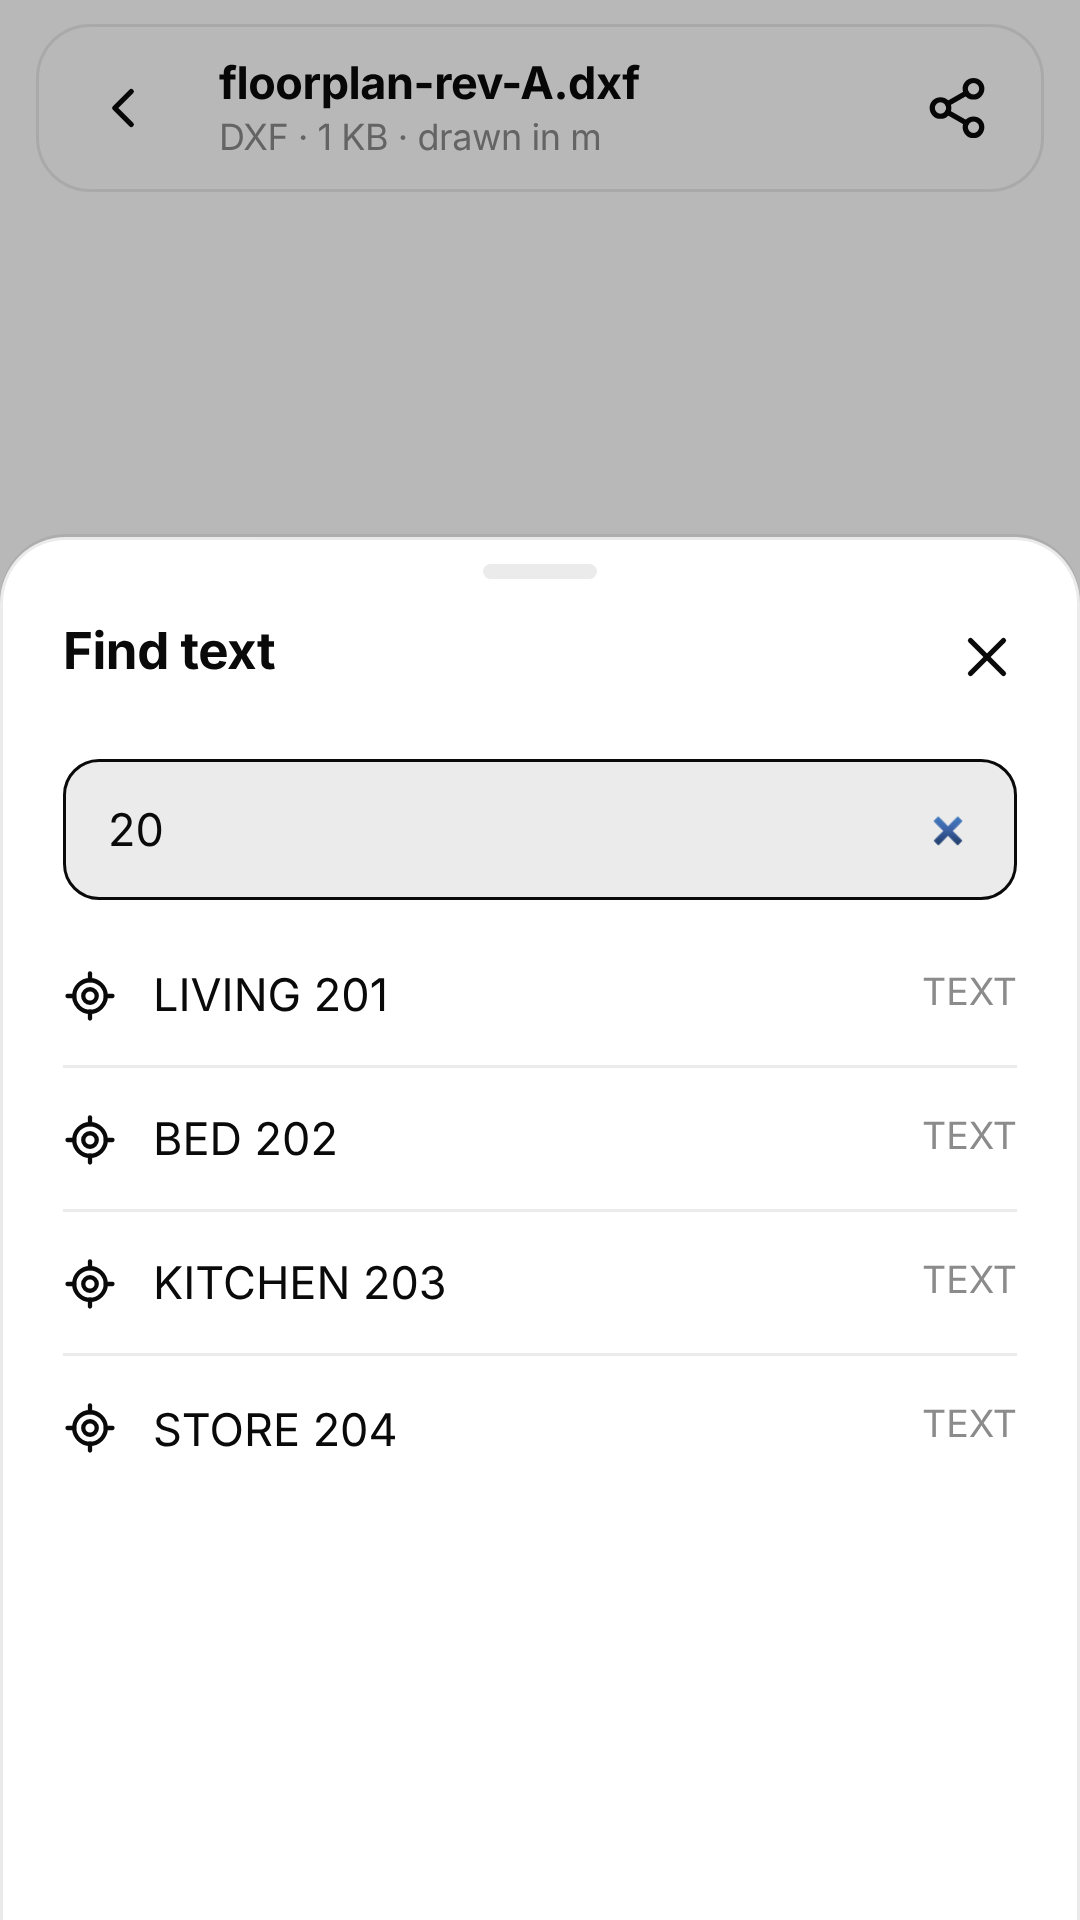 floorplan-rev-A.dxf
DXF · 1 KB · drawn in m
Find text
20
LIVING 201 TEXT
BED 202 TEXT
KITCHEN 203 TEXT
STORE 204 TEXT